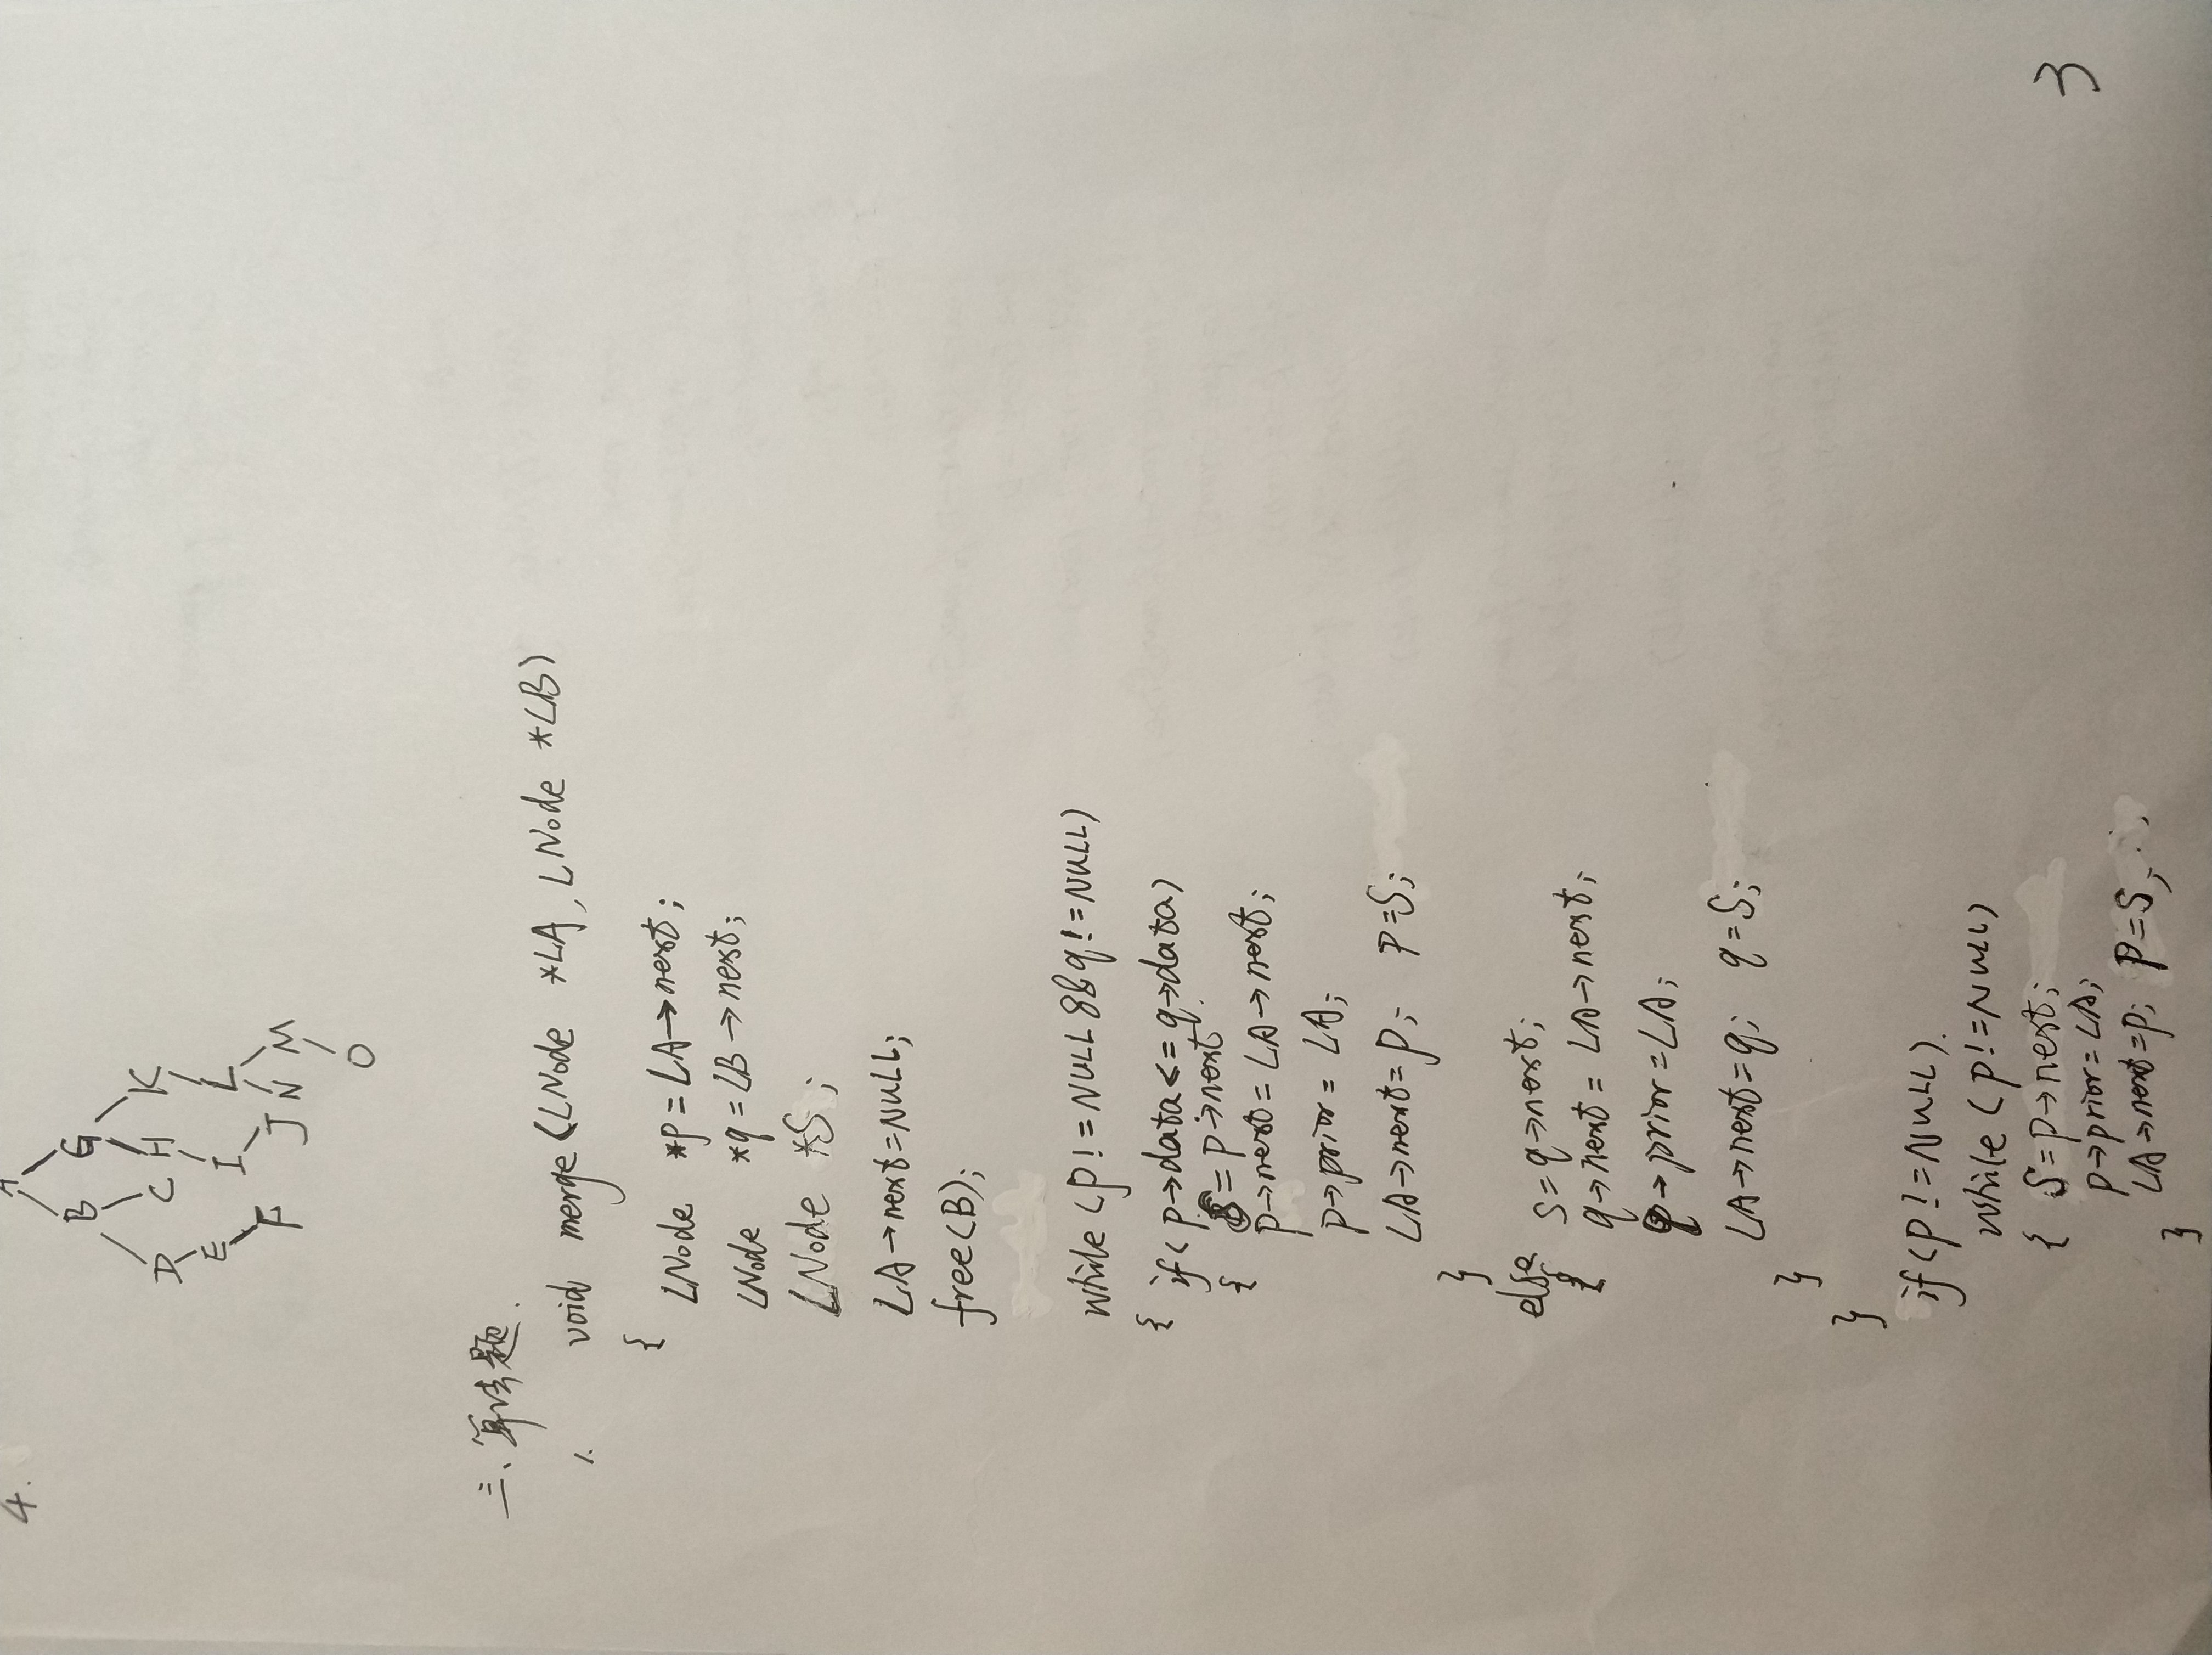 4.
A
B G
D C H K
E I L
F J N M
O
三、算法题.
1. void merge(LNode *LA, LNode *LB)
{
LNode *p=LA→next;
LNode *q=LB→next;
LNode *S;
LA→next=NULL;
free(B);
while (p!=NULL&&q!=NULL)
{ if( p→data<= q→data)
{ S=p→next
p→next=LA→next;
p→prior= LA;
LA→next=p; p=S;
}
else
{ S=q→next;
q→next= LA→next;
q→prior=LA;
LA→next=q; q=S;
}
}
if(p!=NULL).
while (p!=NULL)
{ S=p→next;
p→prior=LA;
LA→next=p; p=S;
}
3